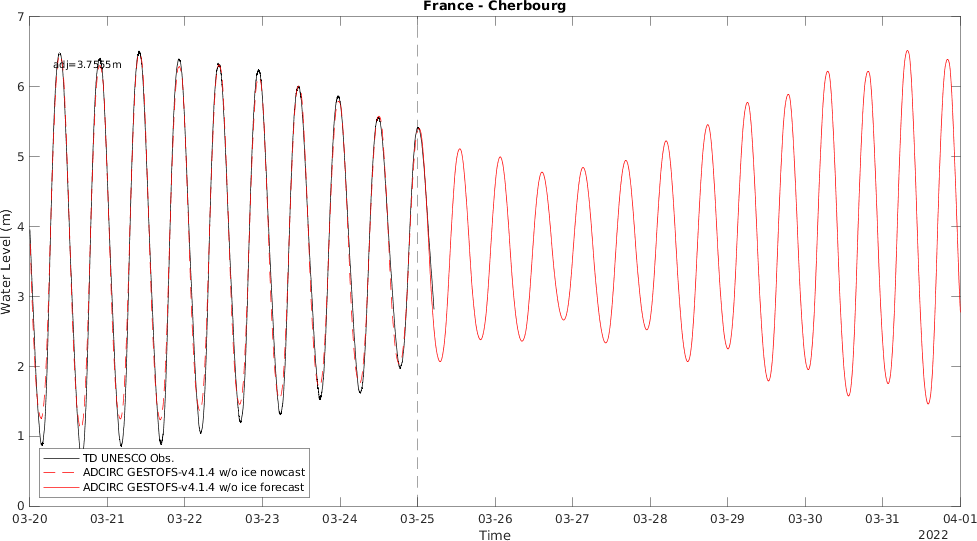 France - Cherbourg
7
6
5
4
3
2
1
0
Water Level (m)
adj=3.7555m
TD UNESCO Obs.
ADCIRC GESTOFS-v4.1.4 w/o ice nowcast
ADCIRC GESTOFS-v4.1.4 w/o ice forecast
03-20 03-21 03-22 03-23 03-24 03-25 03-26 03-27 03-28 03-29 03-30 03-31 04-01
Time
2022